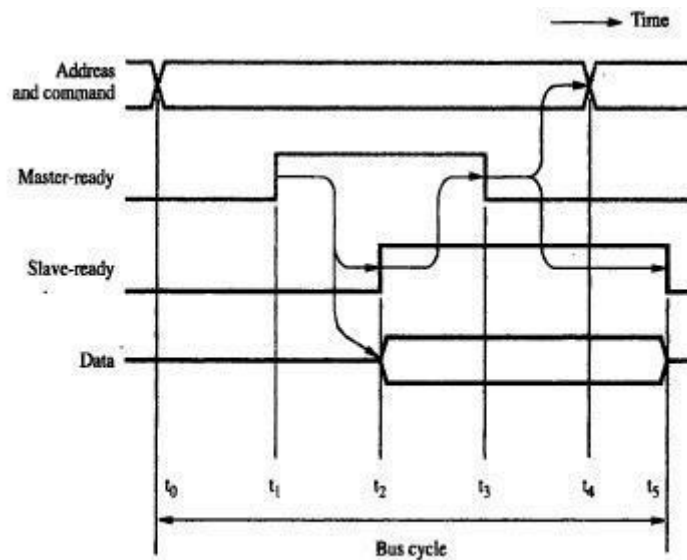 Time
Address
and command
Master-ready
Slave-ready
Data
t₀ t₁ t₂ t₃ t₄ t₅
Bus cycle